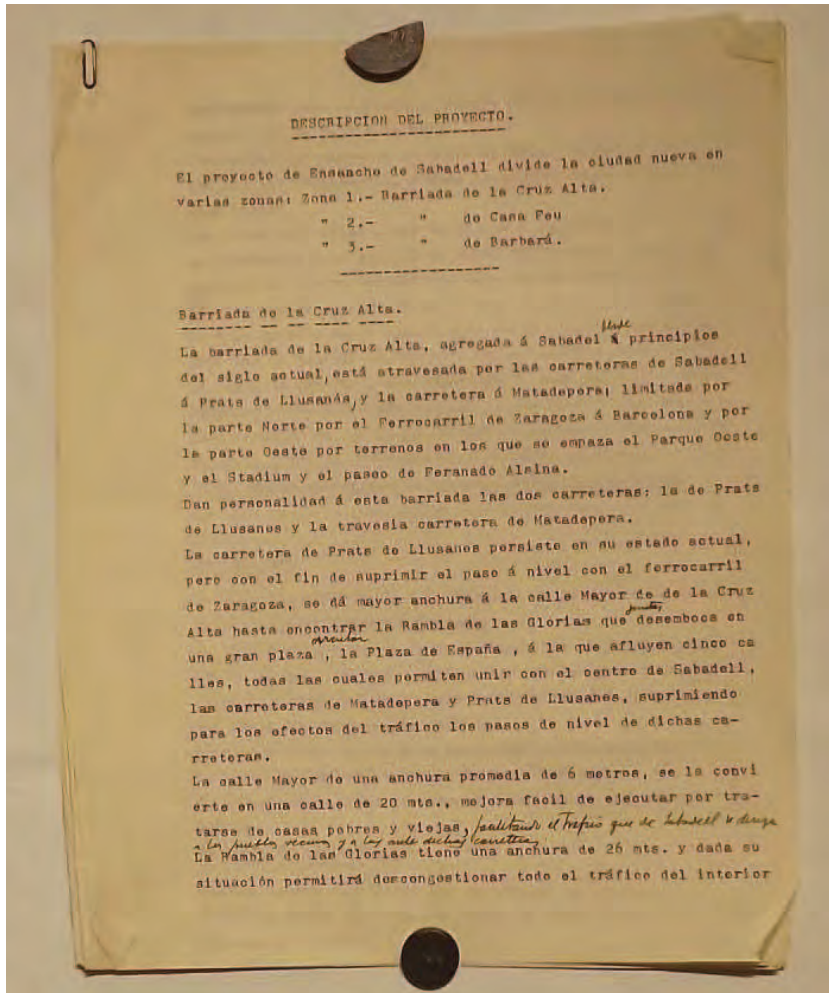 DESCRIPCION DEL PROYECTO.
El proyecto de Ensanche de Sabadell divide la ciudad nueva en
varias zonas: Zona 1.- Barriada de la Cruz Alta.
" 2.- " de Casa Feu
" 3.- " de Barbará.
Barriada de la Cruz Alta.
desde
La barriada de la Cruz Alta, agregada á Sabadel á principios
del siglo actual, está atravesada por las carreteras de Sabadell
á Prats de Llusanés, y la carretera á Matadepera; limitada por
la parte Norte por el Ferrocarril de Zaragoza á Barcelona y por
la parte Oeste por terrenos en los que se empaza el Parque Oeste
y el Stadium y el paseo de Feranado Alsina.
Dan personalidad á esta barriada las dos carreteras: la de Prats
de Llusanes y la travesia carretera de Matadepera.
La carretera de Prats de Llusanes persiste en su estado actual,
pero con el fin de suprimir el paso á nivel con el ferrocarril
de Zaragoza, se dá mayor anchura á la calle Mayor de de la Cruz
Alta hasta encontrar la Rambla de las Glorias que desemboca en
circular
una gran plaza , la Plaza de España , á la que afluyen cinco ca
lles, todas las cuales permiten unir con el centro de Sabadell,
las carreteras de Matadepera y Prats de Llusanes, suprimiendo
para los efectos del tráfico los pasos de nivel de dichas ca-
rreteras.
La calle Mayor de una anchura promedia de 6 metros, se la convi
erte en una calle de 20 mts., mejora facil de ejecutar por tra-
tarse de casas pobres y viejas, facilitando el Trafico que de Sabadell se dirige
a los pueblos vecinos y a las dichas carreteras
La Rambla de las Glorias tiene una anchura de 26 mts. y dada su
situación permitirá descongestionar todo el tráfico del interior